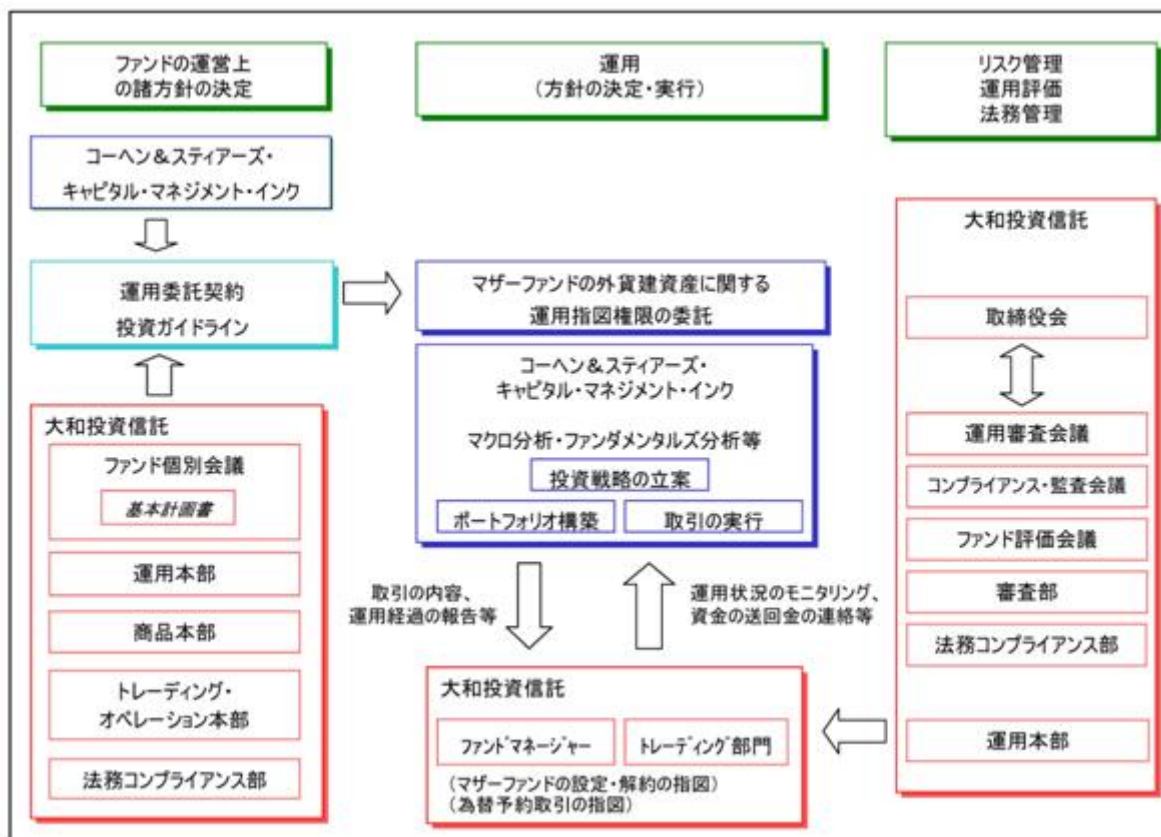 ファンドの運営上
の諸方針の決定
運用
(方針の決定・実行)
リスク管理
運用評価
法務管理
コーヘン＆スティアーズ・
キャピタル・マネジメント・インク
運用委託契約
投資ガイドライン
大和投資信託
ファンド個別会議
基本計画書
運用本部
商品本部
トレーディング・
オペレーション本部
法務コンプライアンス部
マザーファンドの外貨建資産に関する
運用指図権限の委託
コーヘン＆スティアーズ・
キャピタル・マネジメント・インク
マクロ分析・ファンダメンタルズ分析等
投資戦略の立案
ポートフォリオ構築
取引の実行
取引の内容、
運用経過の報告等
運用状況のモニタリング、
資金の送回金の連絡等
大和投資信託
ファンドマネージャー
トレーディング部門
(マザーファンドの設定・解約の指図)
(為替予約取引の指図)
大和投資信託
取締役会
運用審査会議
コンプライアンス・監査会議
ファンド評価会議
審査部
法務コンプライアンス部
運用本部